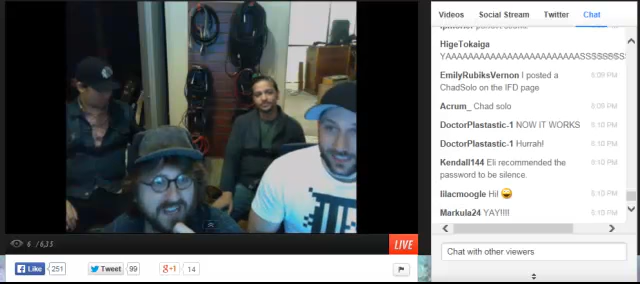 Videos Social Stream Twitter Chat
HigeTokaiga
EmilyRubiksVernon I posted a 6:09 PM
ChadSolo on the IFD page
Acrum_ Chad solo 6:09 PM
DoctorPlastastic-1 NOW IT WORKS 6:10 PM
DoctorPlastastic-1 Hurrah! 6:10 PM
Kendall144 Eli recommended the 6:10 PM
password to be silence.
lilacmoogle Hi! 6:10 PM
Markula24 YAY!!!! 6:10 PM
LIVE
Like 251 Tweet 99 g+1 14
Chat with other viewers